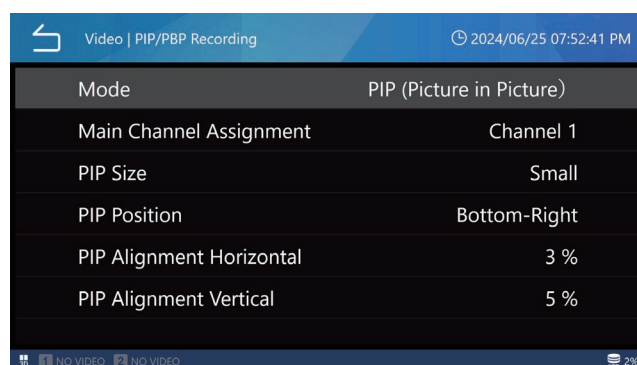 Video | PIP/PBP Recording 2024/06/25 07:52:41 PM
Mode PIP (Picture in Picture）
Main Channel Assignment Channel 1
PIP Size Small
PIP Position Bottom-Right
PIP Alignment Horizontal 3 %
PIP Alignment Vertical 5 %
3D 1 NO VIDEO 2 NO VIDEO 2%